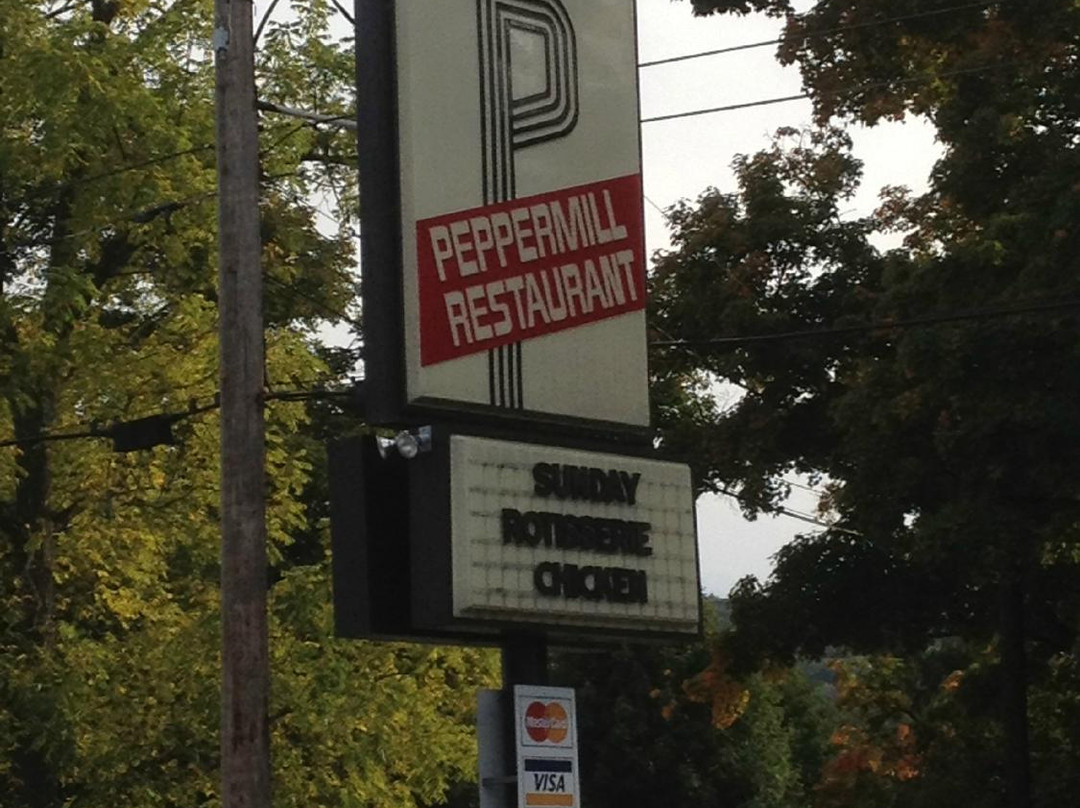 P
PEPPERMILL
RESTAURANT
SUNDAY
ROTISSERIE
CHICKEN
MasterCard
VISA